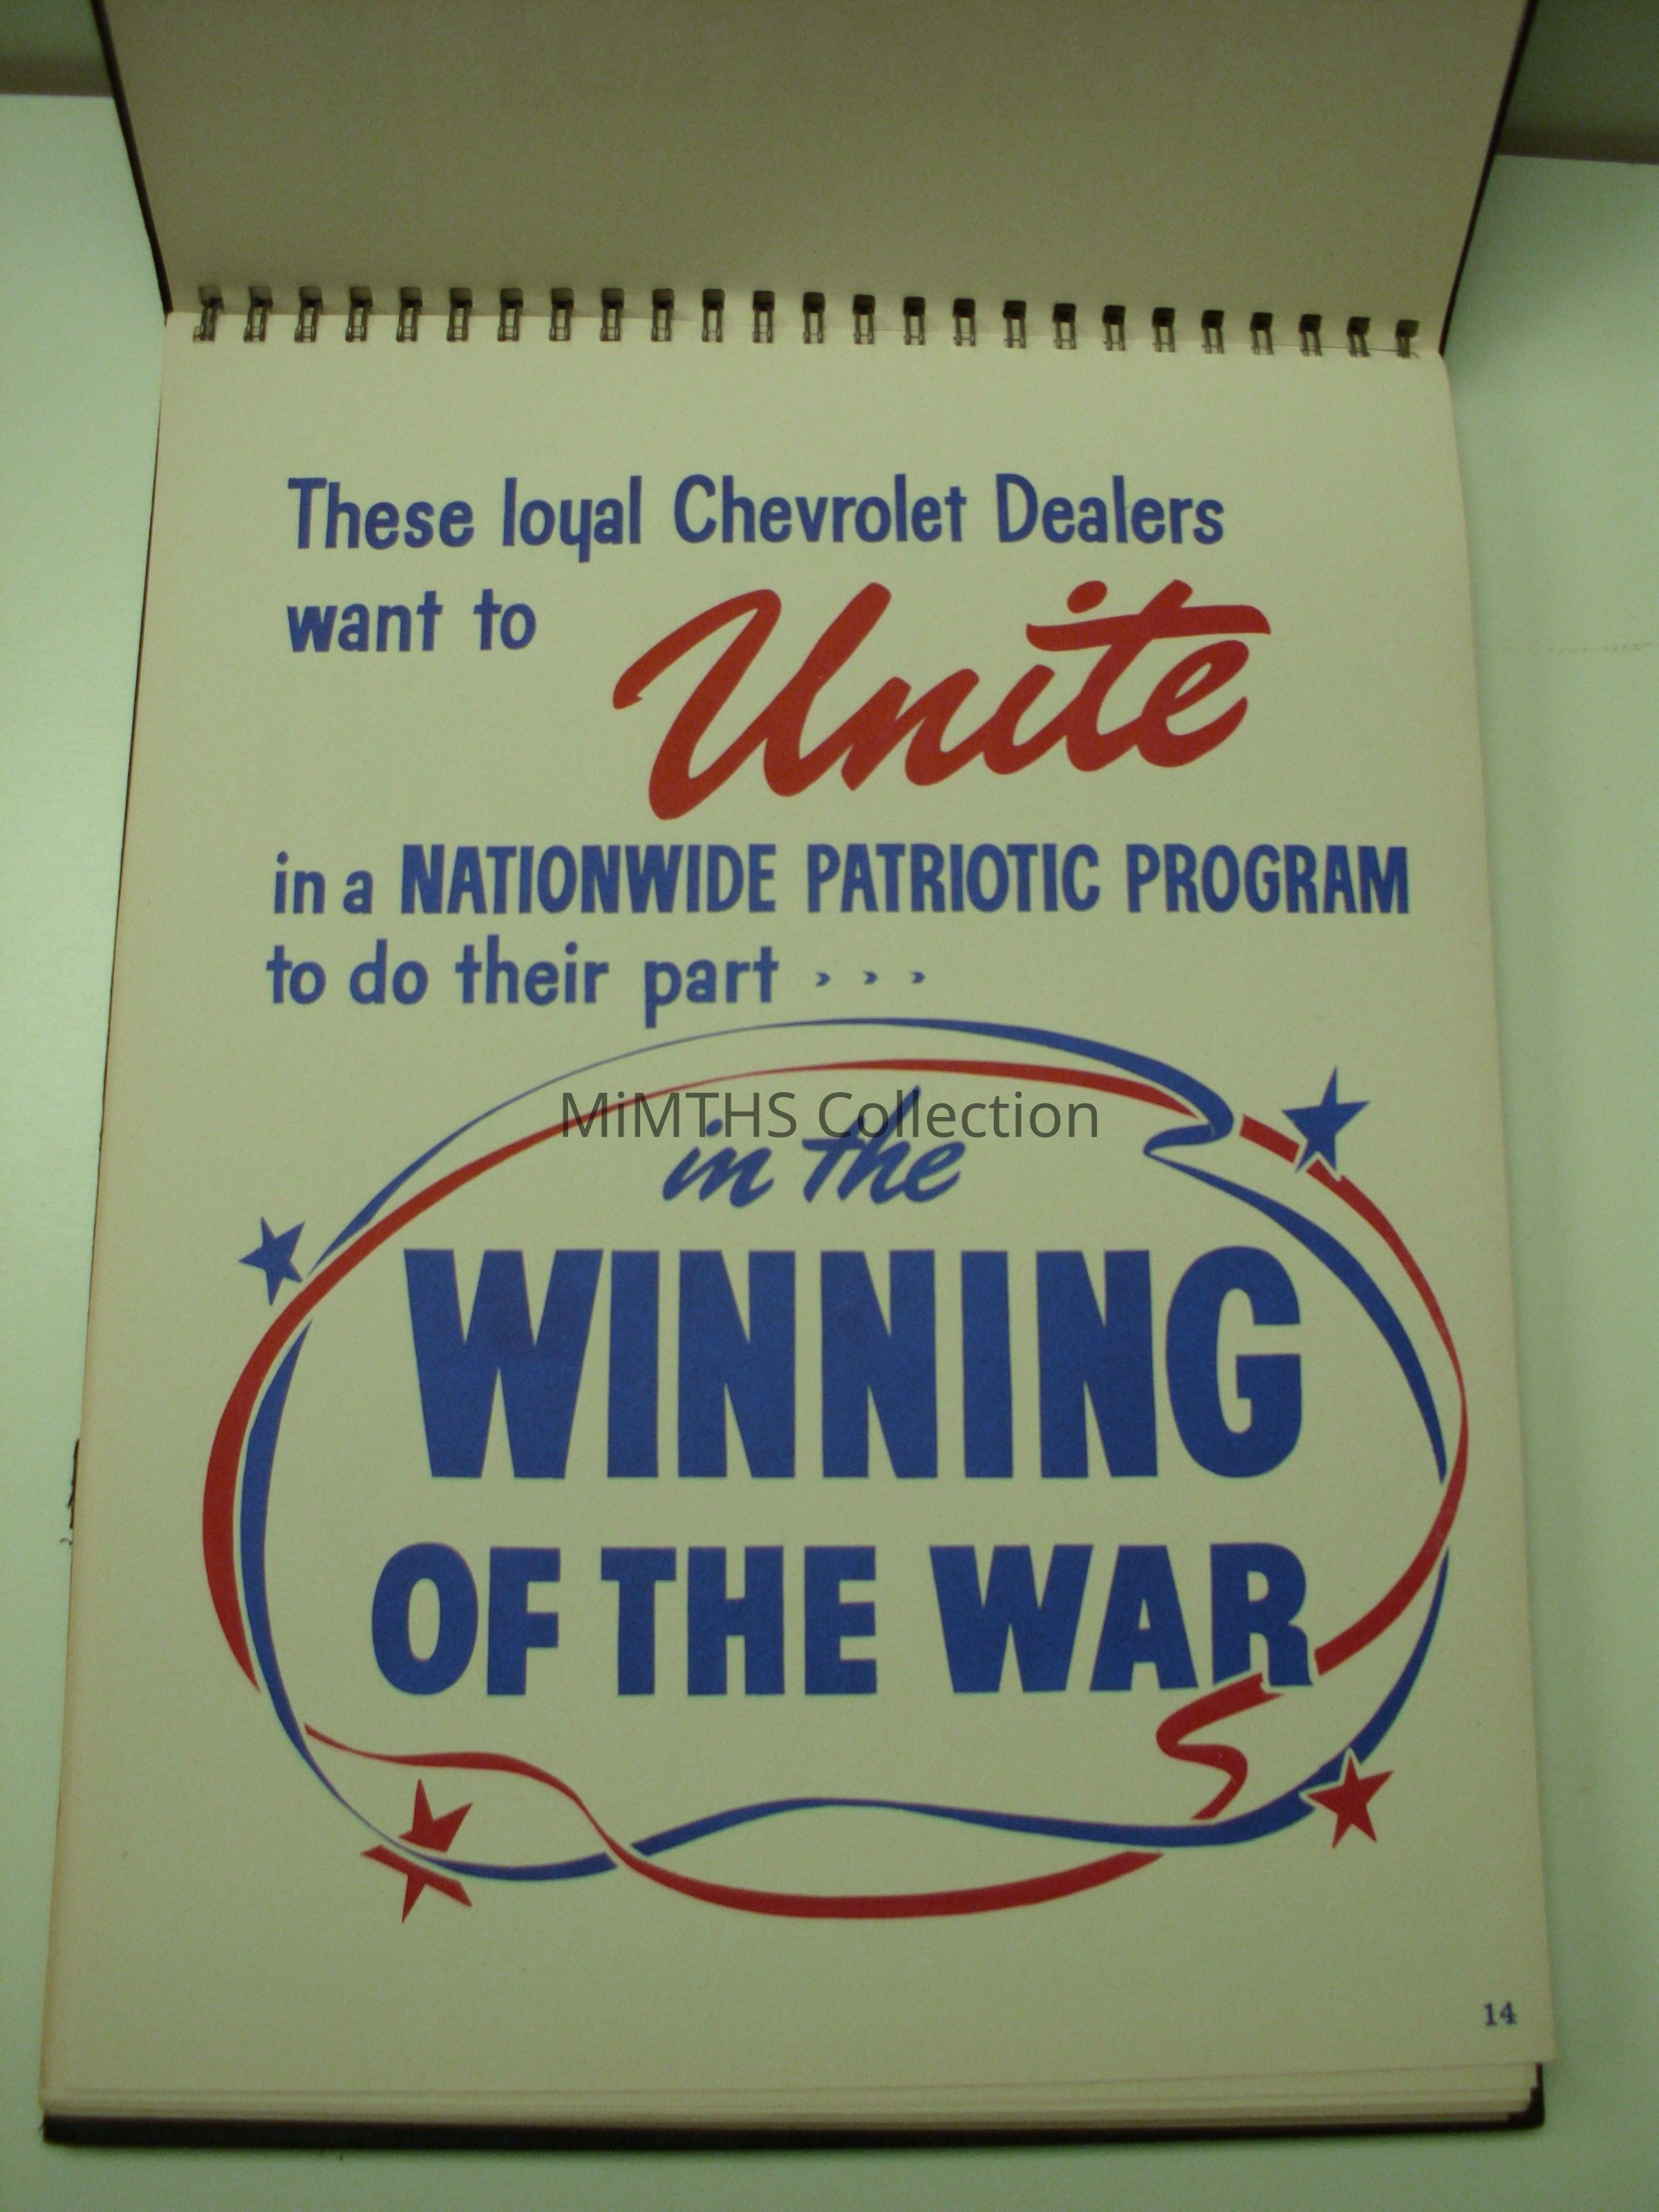 These loyal Chevrolet Dealers
want to Unite
in a NATIONWIDE PATRIOTIC PROGRAM
to do their part › › ›
MiMTHS Collection
in the
WINNING
OF THE WAR
14